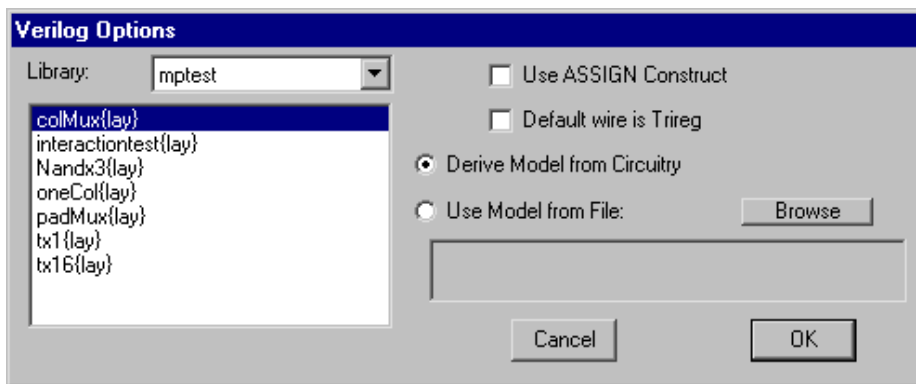 Verilog Options
Library:
mptest
Use ASSIGN Construct
Default wire is Trireg
colMux{lay}
interactiontest{lay}
Nandx3{lay}
oneCol{lay}
padMux{lay}
tx1{lay}
tx16{lay}
Derive Model from Circuitry
Use Model from File:
Browse
Cancel
OK